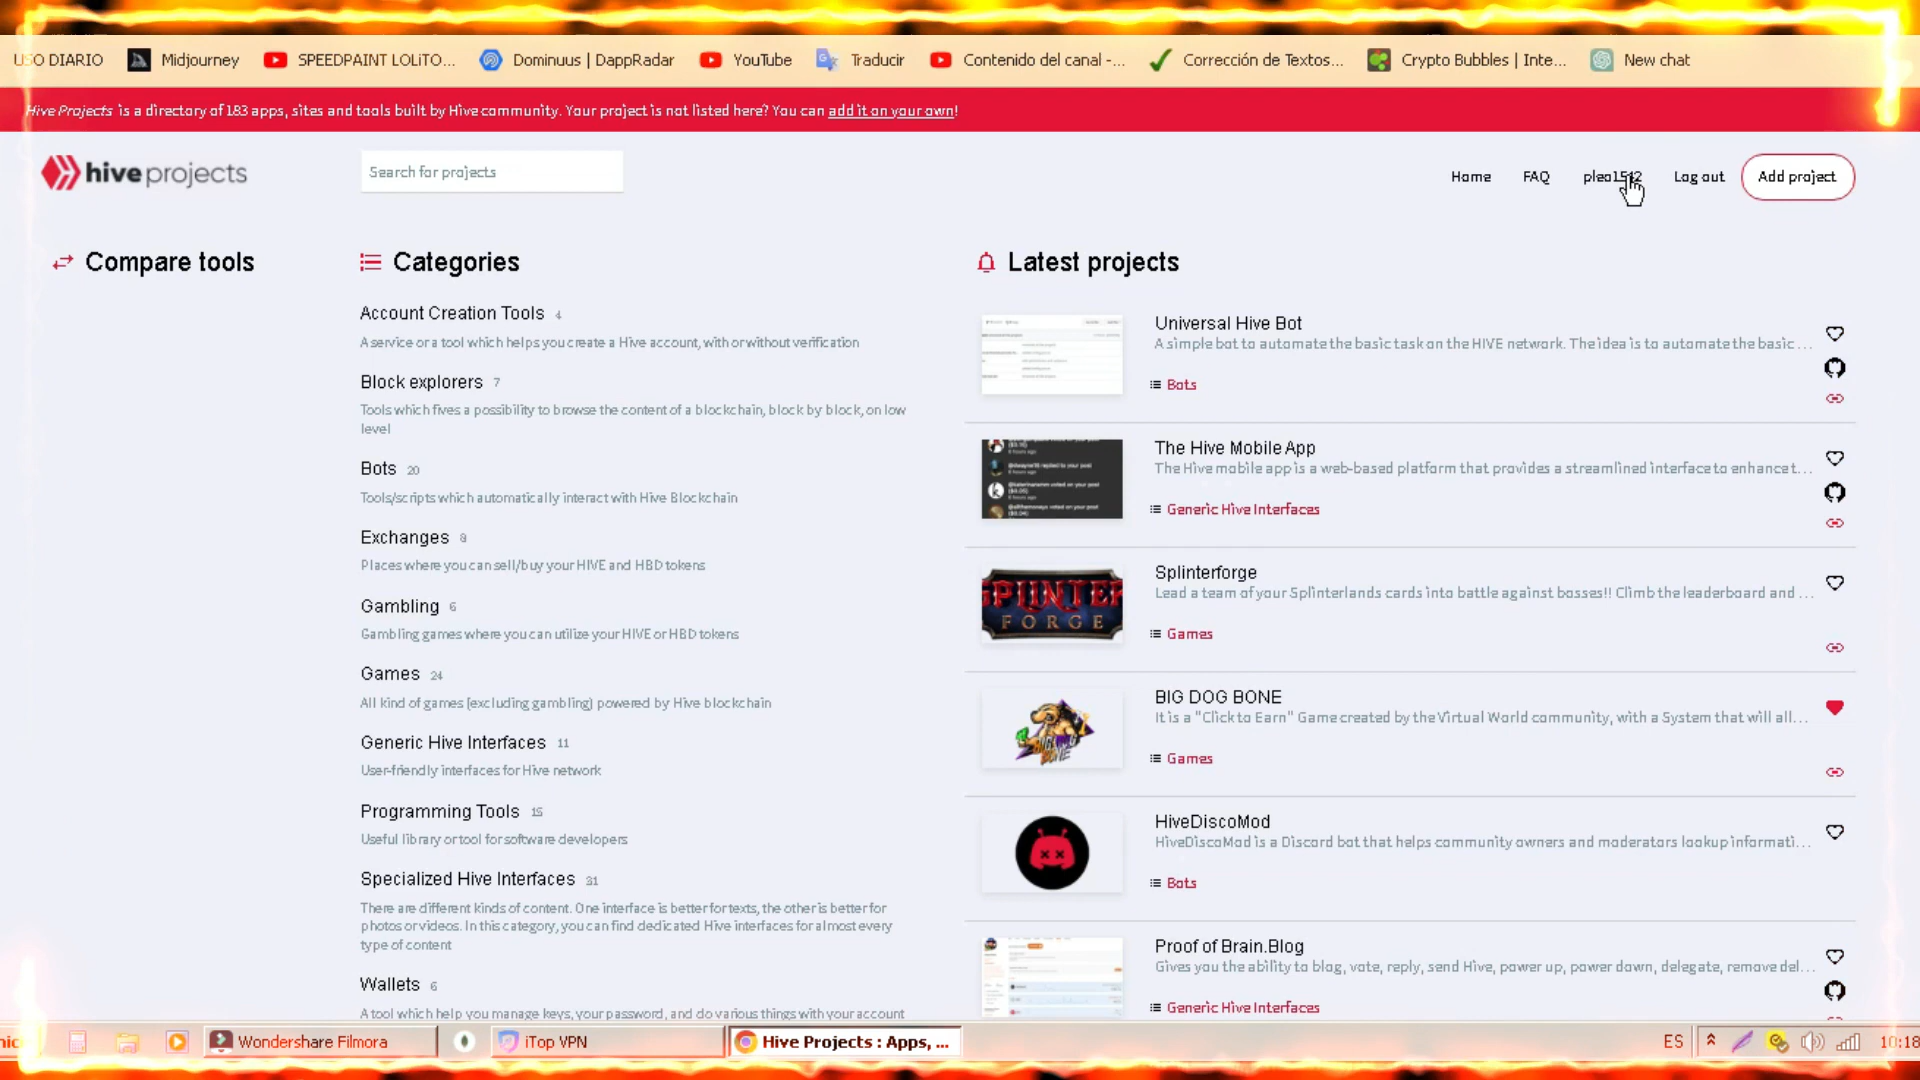 USO DIARIO Midjourney SPEEDPAINT LOLiTO... Dominuus | DappRadar YouTube Traducir Contenido del canal -... Corrección de Textos... Crypto Bubbles | Inte... New chat
Hive Projects is a directory of 183 apps, sites and tools built by Hive community. Your project is not listed here? You can add it on your own!
hive projects
Search for projects
Home FAQ Log out Add project
Compare tools
Categories
Account Creation Tools 4
A service or a tool which helps you create a Hive account, with or without verification
Block explorers 7
Tools which fives a possibility to browse the content of a blockchain, block by block, on low
level
Bots 20
Tools/scripts which automatically interact with Hive Blockchain
Exchanges 8
Places where you can sell/buy your HIVE and HBD tokens
Gambling 6
Gambling games where you can utilize your HIVE or HBD tokens
Games 24
All kind of games (excluding gambling) powered by Hive blockchain
Generic Hive Interfaces 11
User-friendly interfaces for Hive network
Programming Tools 15
Useful library or tool for software developers
Specialized Hive Interfaces 31
There are different kinds of content. One interface is better for texts, the other is better for
photos or videos. In this category, you can find dedicated Hive interfaces for almost every
type of content
Wallets 6
A tool which help you manage keys, your password, and do various things with your account
Latest projects
Universal Hive Bot
A simple bot to automate the basic task on the HIVE network. The idea is to automate the basic ...
Bots
The Hive Mobile App
The Hive mobile app is a web-based platform that provides a streamlined interface to enhance t...
Generic Hive Interfaces
SPLINTER
FORGE
Splinterforge
Lead a team of your Splinterlands cards into battle against bosses!! Climb the leaderboard and ...
Games
BIG DOG BONE
It is a "Click to Earn" Game created by the Virtual World community, with a System that will all...
Games
HiveDiscoMod
HiveDiscoMod is a Discord bot that helps community owners and moderators lookup informati...
Bots
Proof of Brain.Blog
Gives you the ability to blog, vote, reply, send Hive, power up, power down, delegate, remove del...
Generic Hive Interfaces
Wondershare Filmora iTop VPN Hive Projects : Apps, ... ES 10:18